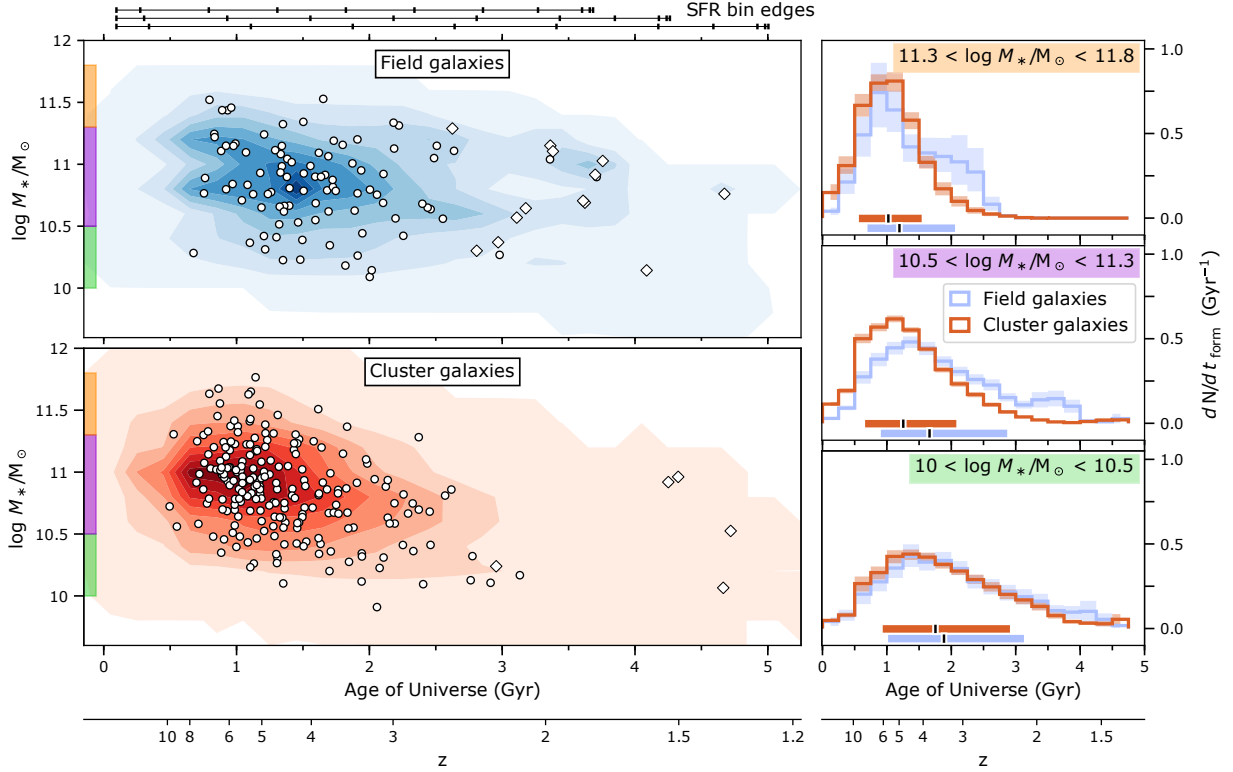 SFR bin edges
Field galaxies
12
11.5
11
10.5
10
log M∗/M⊙
Cluster galaxies
12
11.5
11
10.5
10
log M∗/M⊙
0 1 2 3 4 5
Age of Universe (Gyr)
10 8 6 5 4 3 2 1.5 1.2
z
11.3 < log M∗/M⊙ < 11.8
1.0
0.5
0.0
10.5 < log M∗/M⊙ < 11.3
Field galaxies
Cluster galaxies
1.0
0.5
0.0
d N/d t form (Gyr⁻¹)
10 < log M∗/M⊙ < 10.5
1.0
0.5
0.0
0 1 2 3 4 5
Age of Universe (Gyr)
10 6 5 4 3 2 1.5
z